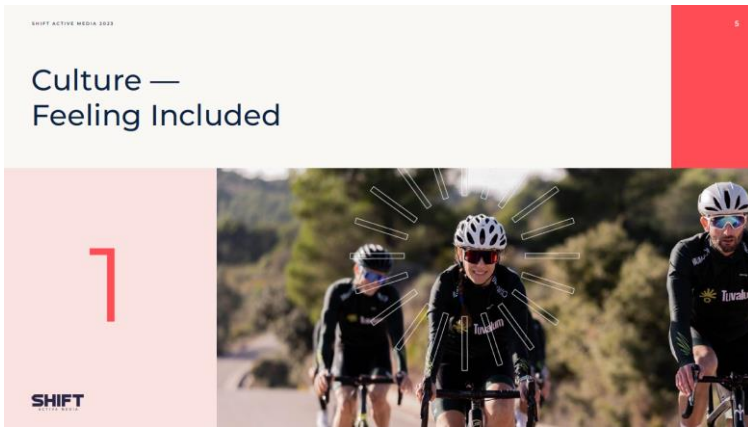 SHIFT ACTIVE MEDIA 2023
5
Culture —
Feeling Included
1
Tuvalum
Tuvalum
SHIFT
ACTIVE MEDIA